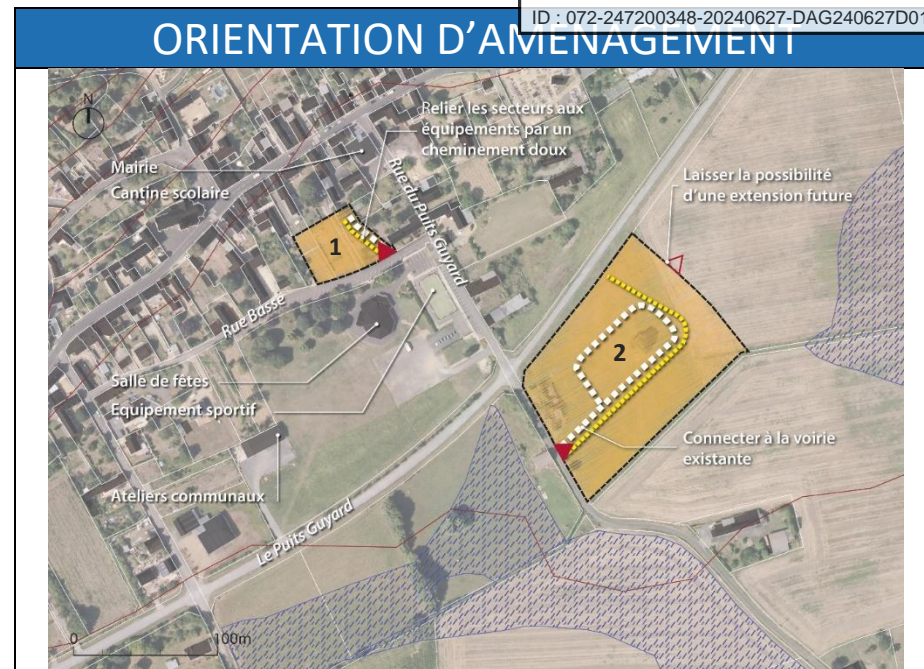 ID : 072-247200348-20240627-DAG240627D01
ORIENTATION D'AMENAGEMENT
N
Relier les secteurs aux
équipements par un
cheminement doux
Mairie
Cantine scolaire
Rue du Puits Guyard
Laisser la possibilité
d'une extension future
1
Rue Basse
2
Salle de fêtes
Equipement sportif
Connecter à la voirie
existante
Ateliers communaux
Le Puits Guyard
0
100m